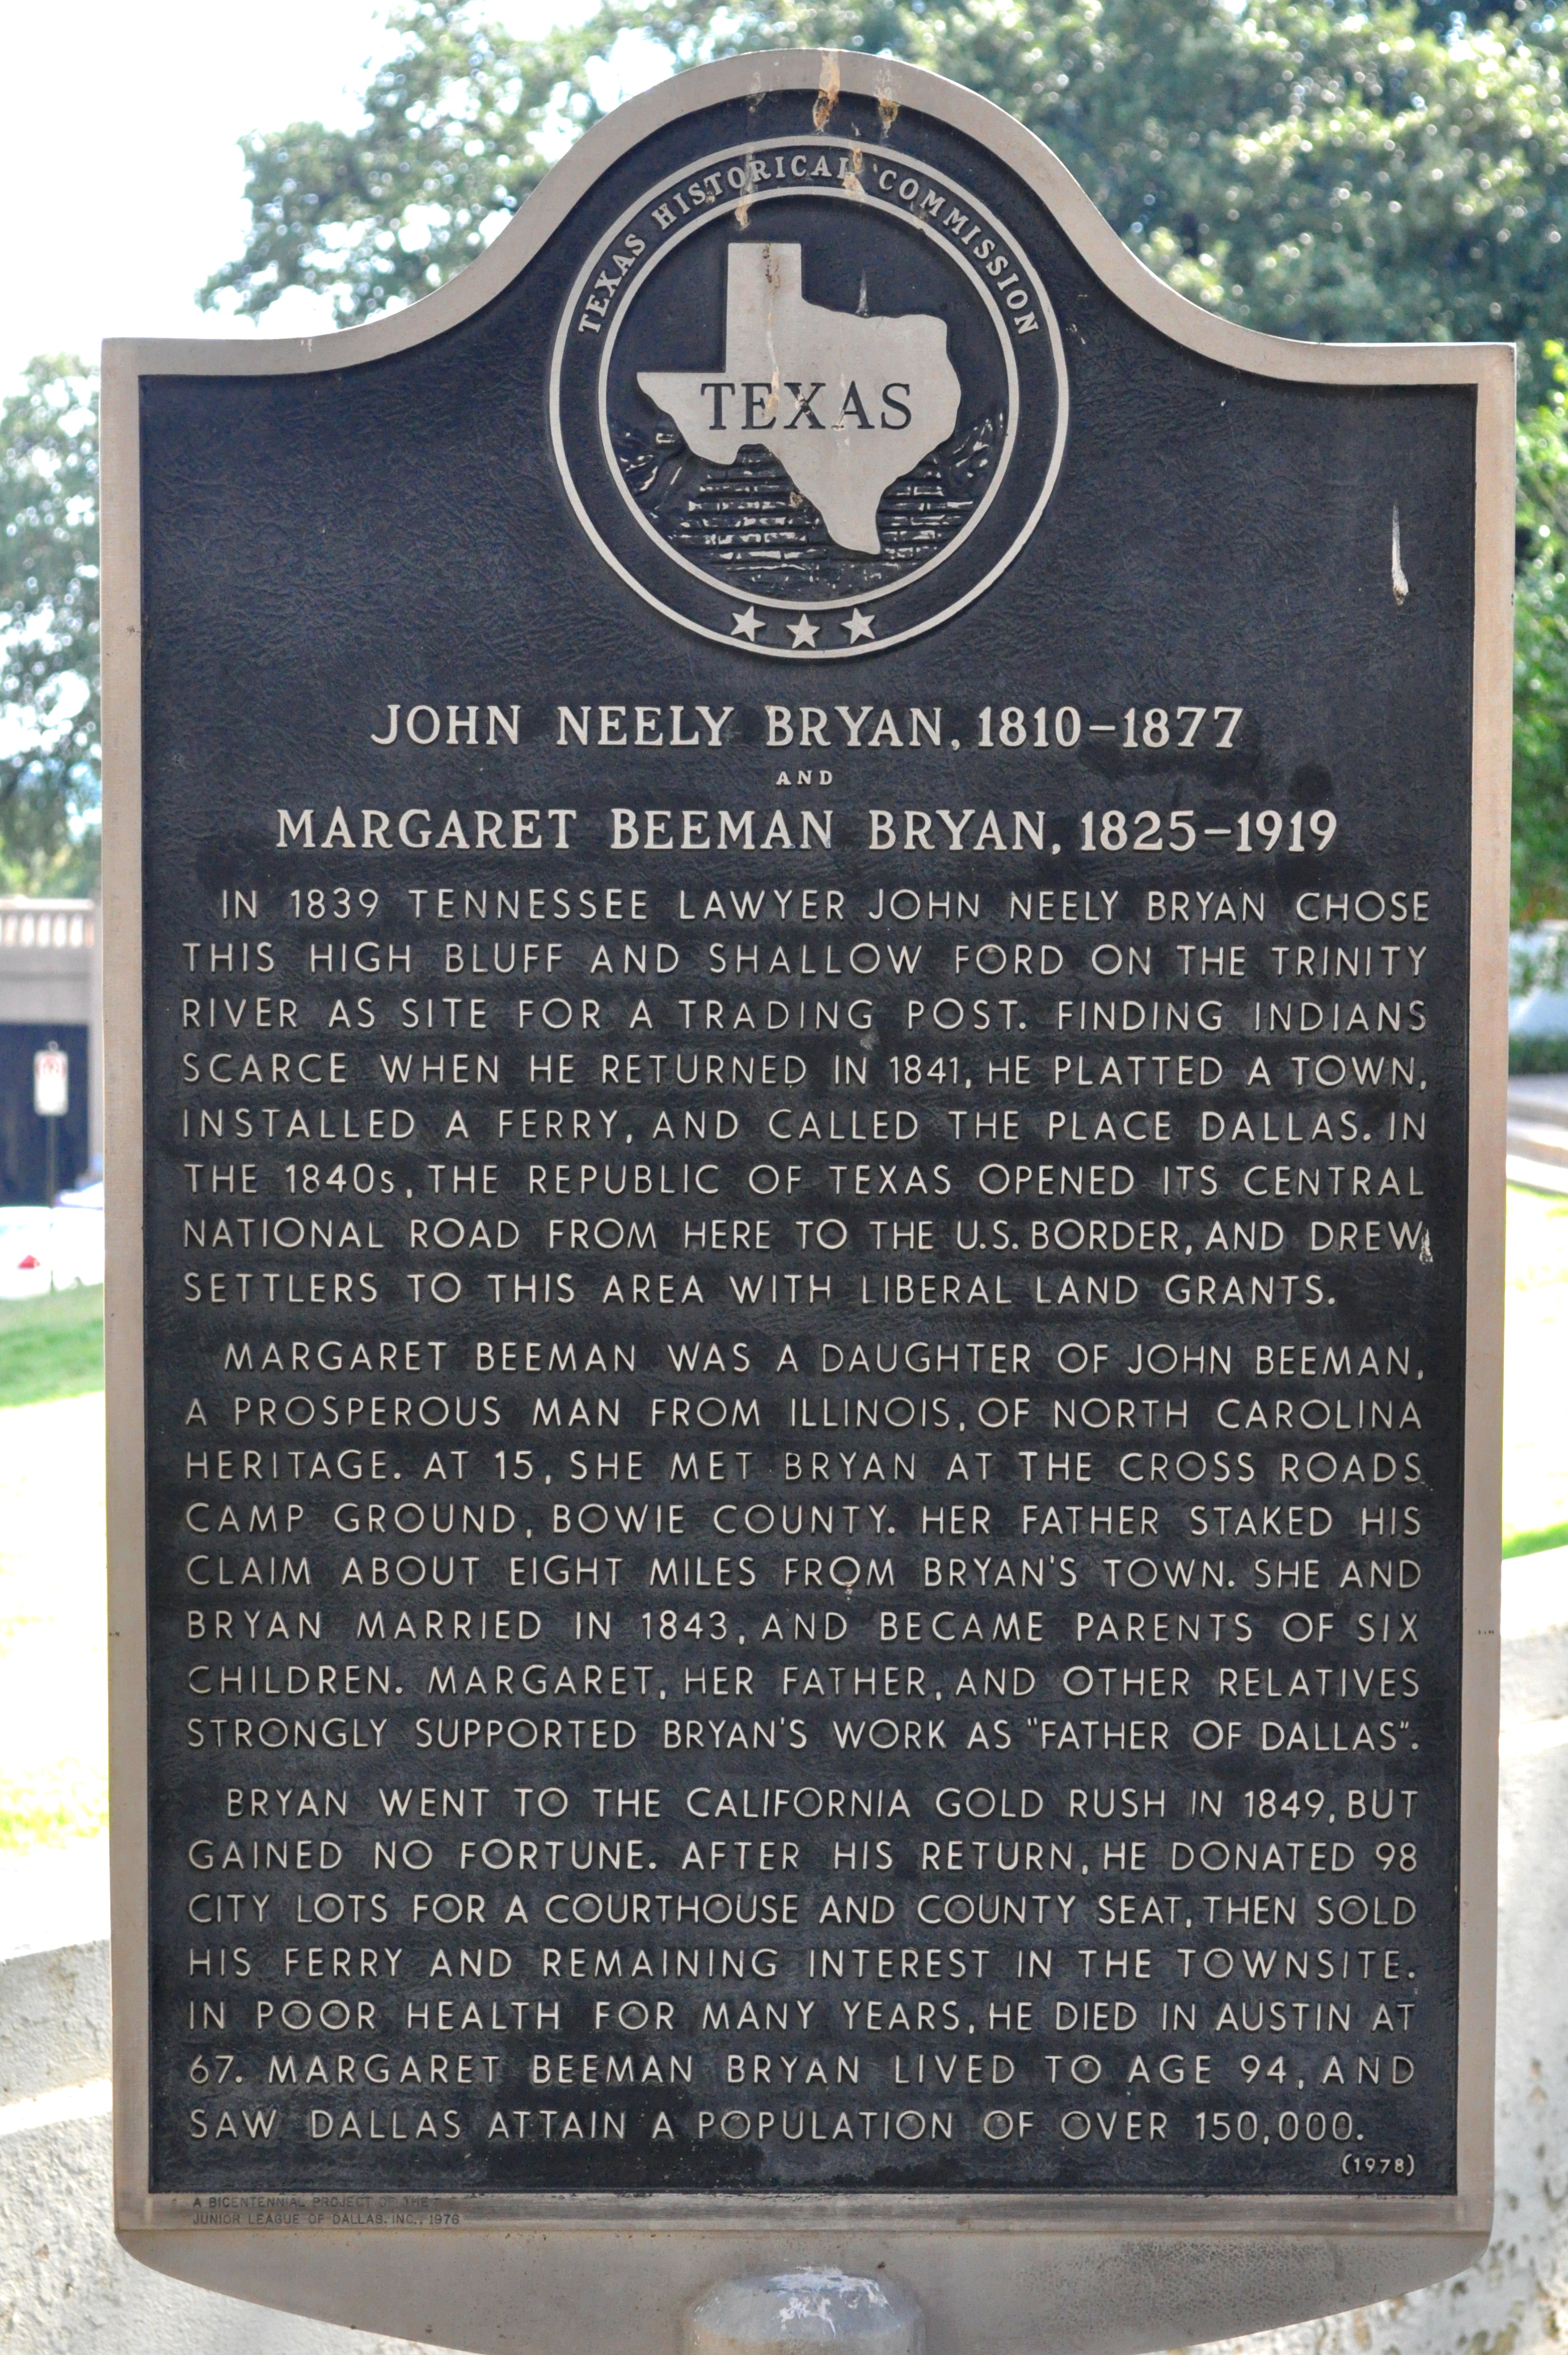 TEXAS HISTORICAL COMMISSION
TEXAS
JOHN NEELY BRYAN, 1810–1877
AND
MARGARET BEEMAN BRYAN, 1825–1919
IN 1839 TENNESSEE LAWYER JOHN NEELY BRYAN CHOSE
THIS HIGH BLUFF AND SHALLOW FORD ON THE TRINITY
RIVER AS SITE FOR A TRADING POST. FINDING INDIANS
SCARCE WHEN HE RETURNED IN 1841, HE PLATTED A TOWN,
INSTALLED A FERRY, AND CALLED THE PLACE DALLAS. IN
THE 1840s, THE REPUBLIC OF TEXAS OPENED ITS CENTRAL
NATIONAL ROAD FROM HERE TO THE U.S. BORDER, AND DREW
SETTLERS TO THIS AREA WITH LIBERAL LAND GRANTS.
MARGARET BEEMAN WAS A DAUGHTER OF JOHN BEEMAN,
A PROSPEROUS MAN FROM ILLINOIS, OF NORTH CAROLINA
HERITAGE. AT 15, SHE MET BRYAN AT THE CROSS ROADS
CAMP GROUND, BOWIE COUNTY. HER FATHER STAKED HIS
CLAIM ABOUT EIGHT MILES FROM BRYAN'S TOWN. SHE AND
BRYAN MARRIED IN 1843, AND BECAME PARENTS OF SIX
CHILDREN. MARGARET, HER FATHER, AND OTHER RELATIVES
STRONGLY SUPPORTED BRYAN'S WORK AS "FATHER OF DALLAS".
BRYAN WENT TO THE CALIFORNIA GOLD RUSH IN 1849, BUT
GAINED NO FORTUNE. AFTER HIS RETURN, HE DONATED 98
CITY LOTS FOR A COURTHOUSE AND COUNTY SEAT, THEN SOLD
HIS FERRY AND REMAINING INTEREST IN THE TOWNSITE.
IN POOR HEALTH FOR MANY YEARS, HE DIED IN AUSTIN AT
67. MARGARET BEEMAN BRYAN LIVED TO AGE 94, AND
SAW DALLAS ATTAIN A POPULATION OF OVER 150,000.
(1978)
A BICENTENNIAL PROJECT OF THE
JUNIOR LEAGUE OF DALLAS, INC., 1976